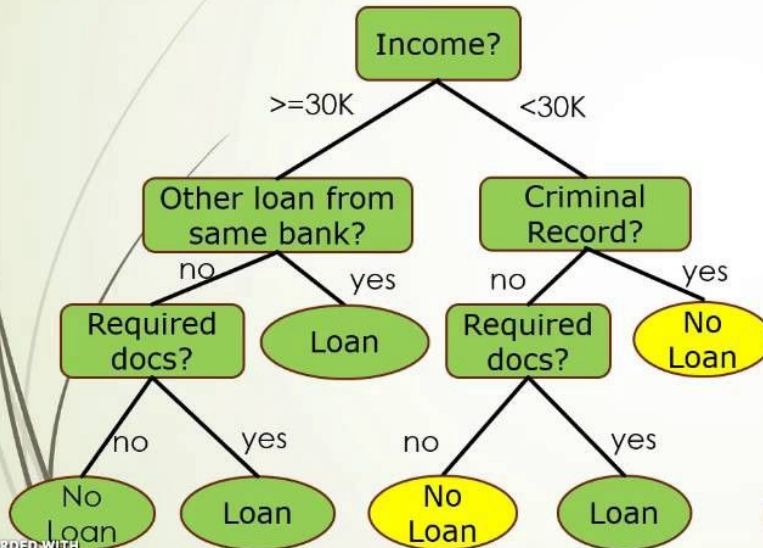 Income?
>=30K
<30K
Other loan from
same bank?
Criminal
Record?
no
yes
no
yes
Required
docs?
Loan
Required
docs?
No
Loan
no
yes
no
yes
No
Loan
Loan
No
Loan
Loan
WITH